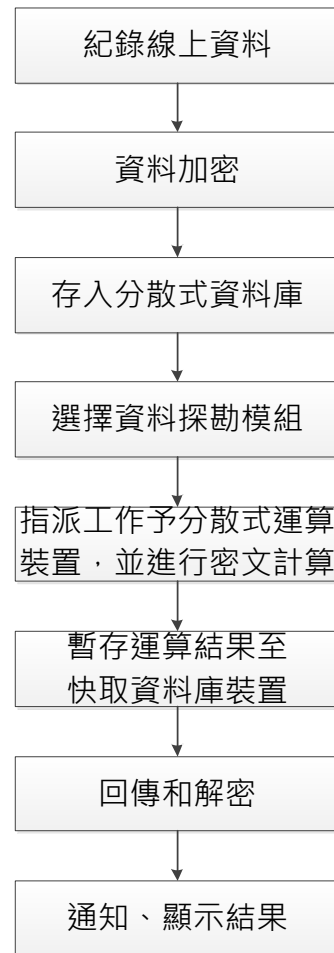 紀錄線上資料
資料加密
存入分散式資料庫
選擇資料探勘模組
指派工作予分散式運算
裝置，並進行密文計算
暫存運算結果至
快取資料庫裝置
回傳和解密
通知、顯示結果